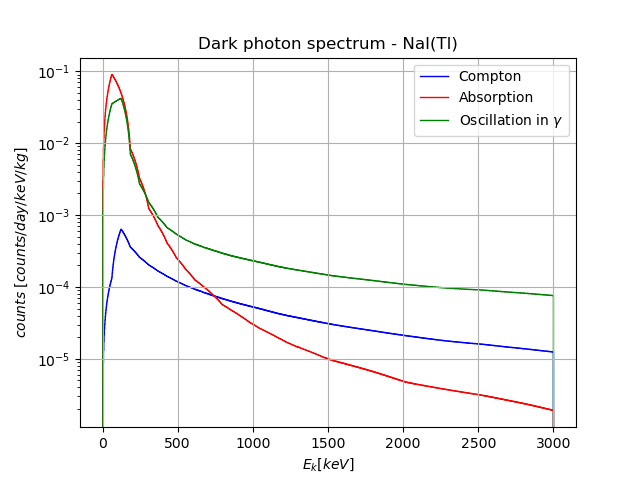 Dark photon spectrum - NaI(Tl)
Compton
Absorption
Oscillation in γ
counts [counts/day/keV/kg]
10⁻¹
10⁻²
10⁻³
10⁻⁴
10⁻⁵
0 500 1000 1500 2000 2500 3000
E_k[keV]